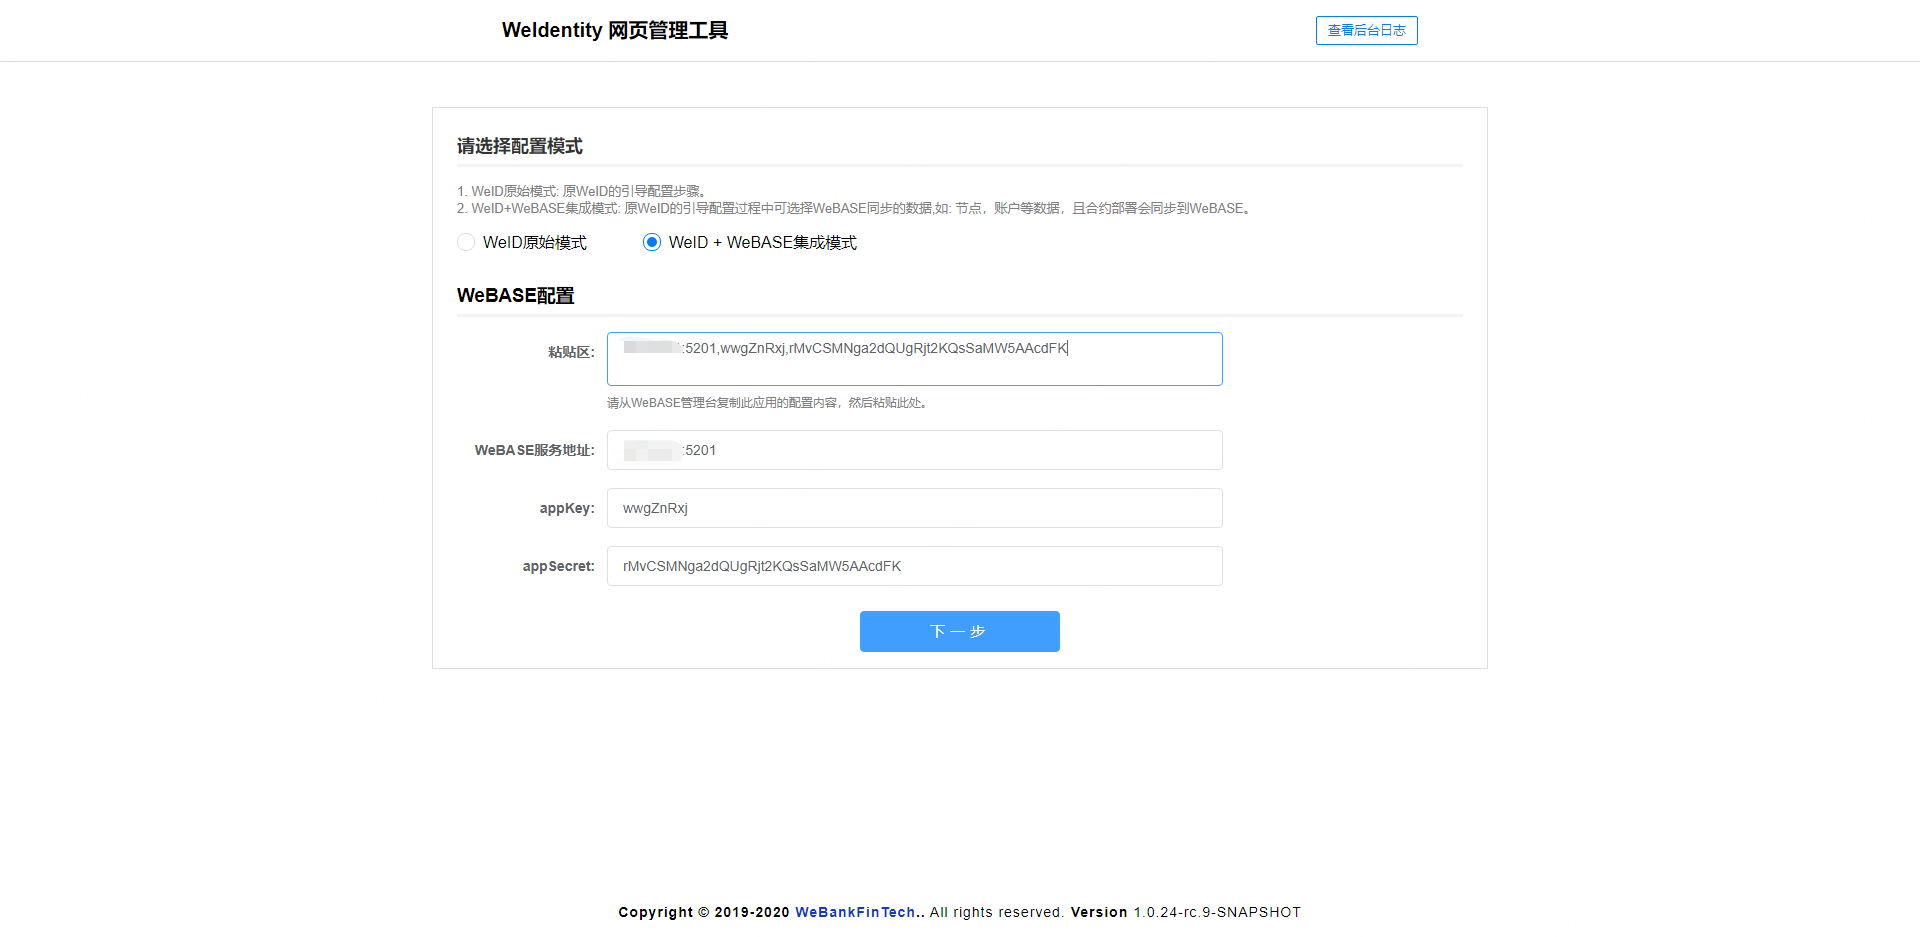 WeIdentity 网页管理工具
查看后台日志
请选择配置模式
1. WeID原始模式: 原WeID的引导配置步骤。
2. WeID+WeBASE集成模式: 原WeID的引导配置过程中可选择WeBASE同步的数据,如: 节点，账户等数据，且合约部署会同步到WeBASE。
WeID原始模式
WeID + WeBASE集成模式
WeBASE配置
粘贴区:
:5201,wwgZnRxj,rMvCSMNga2dQUgRjt2KQsSaMW5AAcdFK
请从WeBASE管理台复制此应用的配置内容，然后粘贴此处。
WeBASE服务地址:
:5201
appKey:
wwgZnRxj
appSecret:
rMvCSMNga2dQUgRjt2KQsSaMW5AAcdFK
下一步
Copyright © 2019-2020 WeBankFinTech.. All rights reserved. Version 1.0.24-rc.9-SNAPSHOT